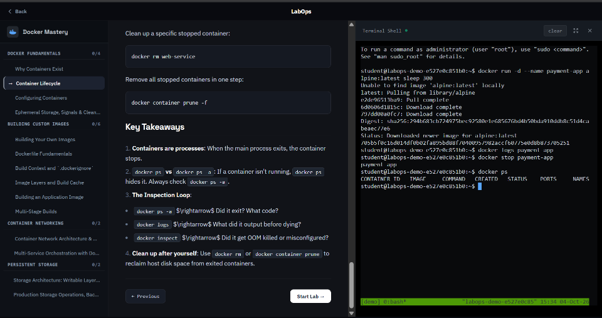 Back
LabOps
Docker Mastery
DOCKER FUNDAMENTALS 0/4
Why Containers Exist
→ Container Lifecycle
Configuring Containers
Ephemeral Storage, Signals & Clean...
BUILDING CUSTOM IMAGES 0/6
Building Your Own Images
Dockerfile Fundamentals
Build Context and `.dockerignore`
Image Layers and Build Cache
Building an Application Image
Multi-Stage Builds
CONTAINER NETWORKING 0/2
Container Network Architecture & ...
Multi-Service Orchestration with Do...
PERSISTENT STORAGE 0/2
Storage Architecture: Writable Layer...
Production Storage Operations, Bac...
Clean up a specific stopped container:
docker rm web-service
Remove all stopped containers in one step:
docker container prune -f
Key Takeaways
1. Containers are processes: When the main process exits, the container
stops.
2. docker ps vs docker ps -a : If a container isn't running, docker ps
hides it. Always check docker ps -a .
3. The Inspection Loop:
• docker ps -a $\rightarrow$ Did it exit? What code?
• docker logs $\rightarrow$ What did it output before dying?
• docker inspect $\rightarrow$ Did it get OOM killed or misconfigured?
4. Clean up after yourself: Use docker rm or docker container prune to
reclaim host disk space from exited containers.
← Previous
Start Lab →
Terminal Shell
clear
To run a command as administrator (user "root"), use "sudo <command>".
See "man sudo_root" for details.
student@labops-e527e0c851b0:~$ docker run -d --name payment-app a
lpine:latest sleep 300
Unable to find image 'alpine:latest' locally
latest: Pulling from library/alpine
Pull complete
Download complete
Download complete
Status: Downloaded newer image for alpine:latest
student@labops-e527e0c851b0:~$ docker logs payment-app
student@labops-e527e0c851b0:~$ docker stop payment-app
payment-app
student@labops-e527e0c851b0:~$ docker ps
CONTAINER ID IMAGE COMMAND CREATED STATUS PORTS NAMES
student@labops-e527e0c851b0:~$
[demo] 0:bash*